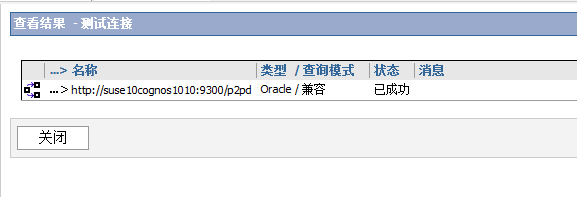 查看结果 - 测试连接
...> 名称 类型 / 查询模式 状态 消息
...> http://suse10cognos1010:9300/p2pd Oracle / 兼容 已成功
关闭